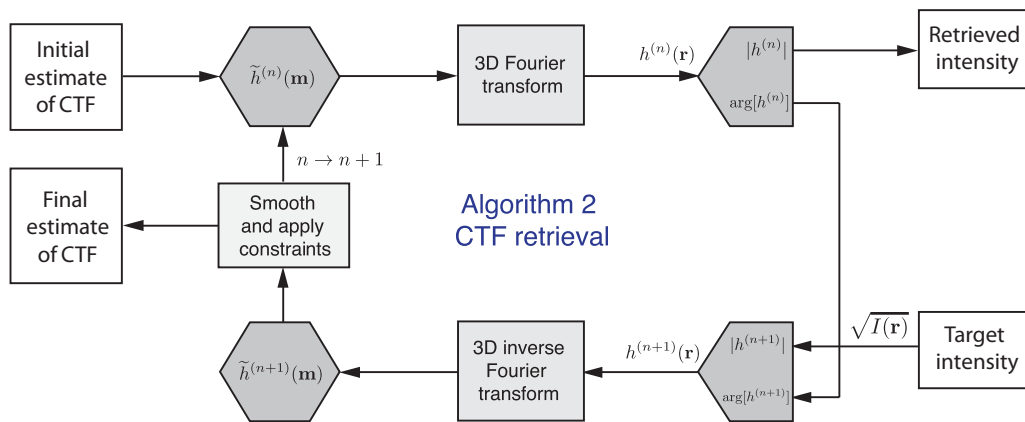 Initial
estimate
of CTF
h̃⁽ⁿ⁾(m)
3D Fourier
transform
h⁽ⁿ⁾(r)
|h⁽ⁿ⁾|
arg[h⁽ⁿ⁾]
Retrieved
intensity
n → n + 1
Final
estimate
of CTF
Smooth
and apply
constraints
Algorithm 2
CTF retrieval
h̃⁽ⁿ⁺¹⁾(m)
3D inverse
Fourier
transform
h⁽ⁿ⁺¹⁾(r)
|h⁽ⁿ⁺¹⁾|
arg[h⁽ⁿ⁺¹⁾]
√I(r)
Target
intensity